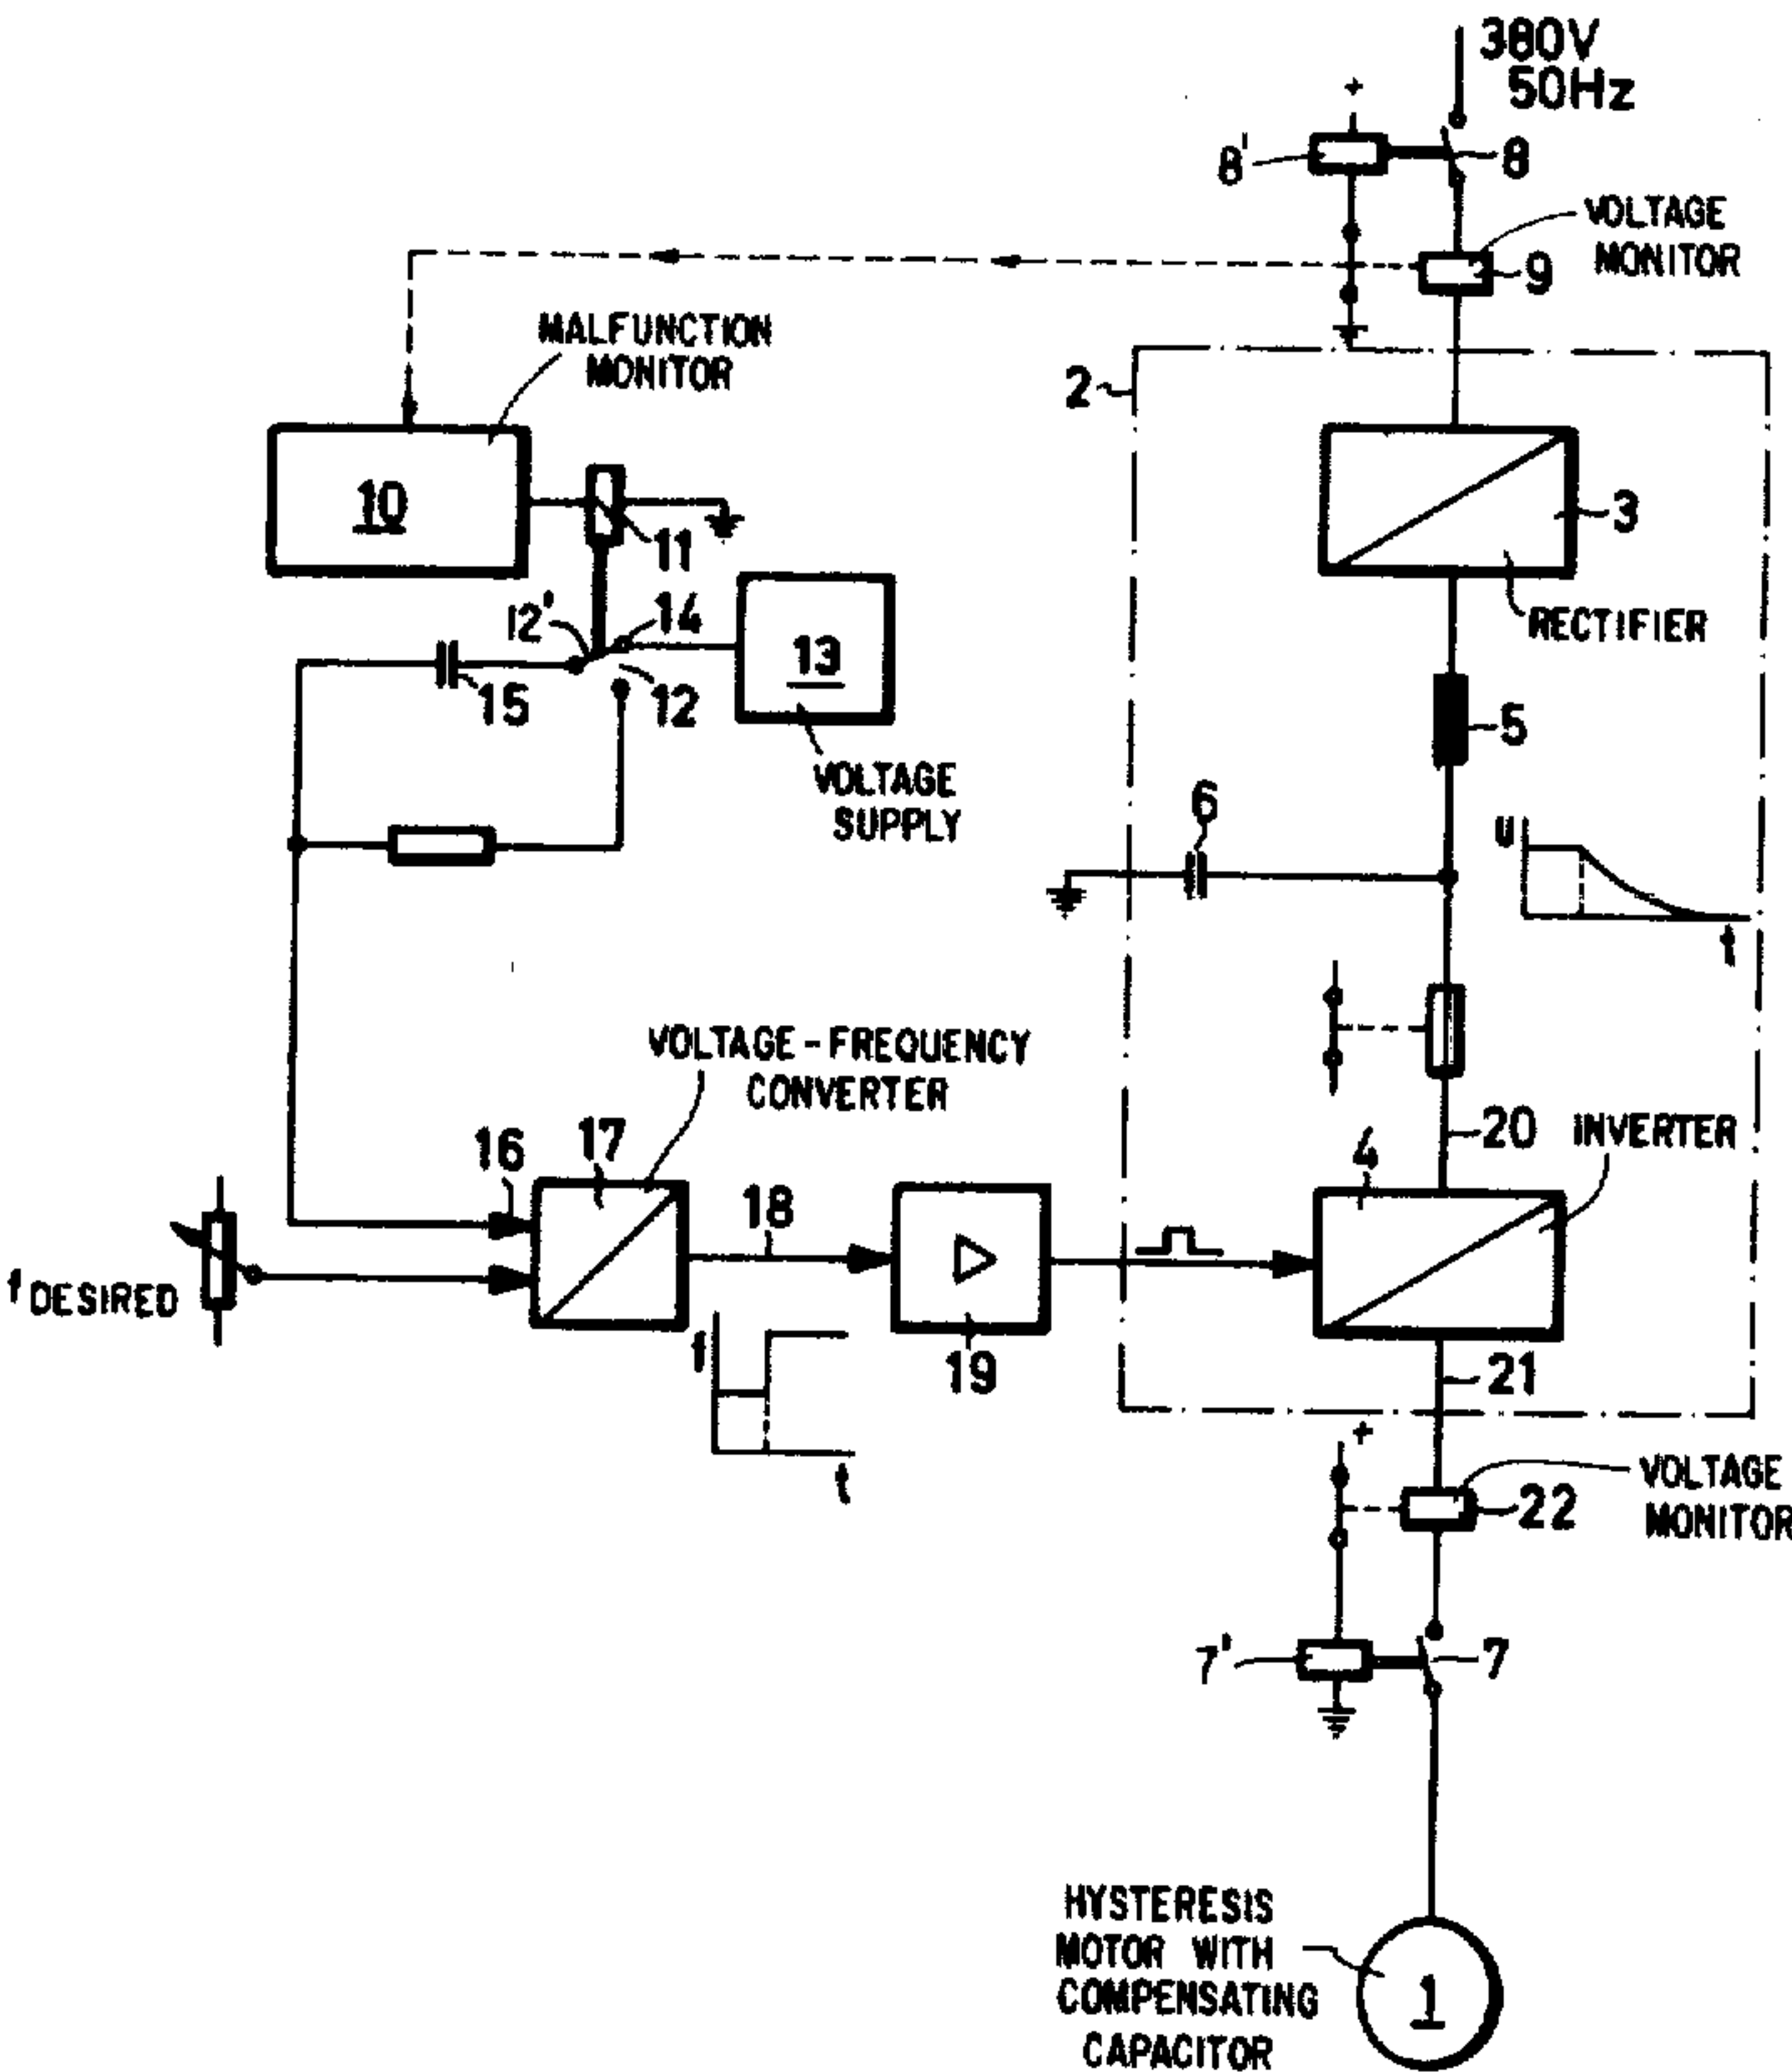 380V
50Hz
+
8'
8
VOLTAGE
MONITOR
9
MALFUNCTION
MONITOR
2
10
3
11
12'
14
RECTIFIER
13
15
12
5
VOLTAGE
SUPPLY
6
U
t
VOLTAGE-FREQUENCY
CONVERTER
16
17
18
4
20
INVERTER
f DESIRED
f
19
21
t
+
VOLTAGE
MONITOR
22
7'
7
HYSTERESIS
MOTOR WITH
COMPENSATING
CAPACITOR
1